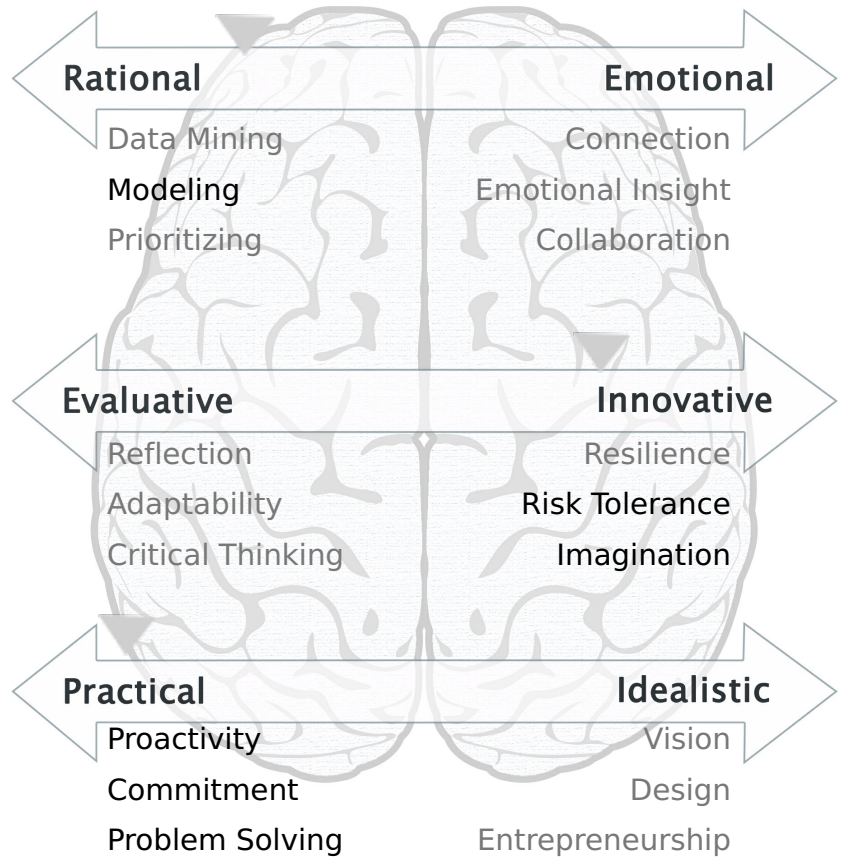 Rational Emotional
Data Mining Connection
Modeling Emotional Insight
Prioritizing Collaboration
Evaluative Innovative
Reflection Resilience
Adaptability Risk Tolerance
Critical Thinking Imagination
Practical Idealistic
Proactivity Vision
Commitment Design
Problem Solving Entrepreneurship